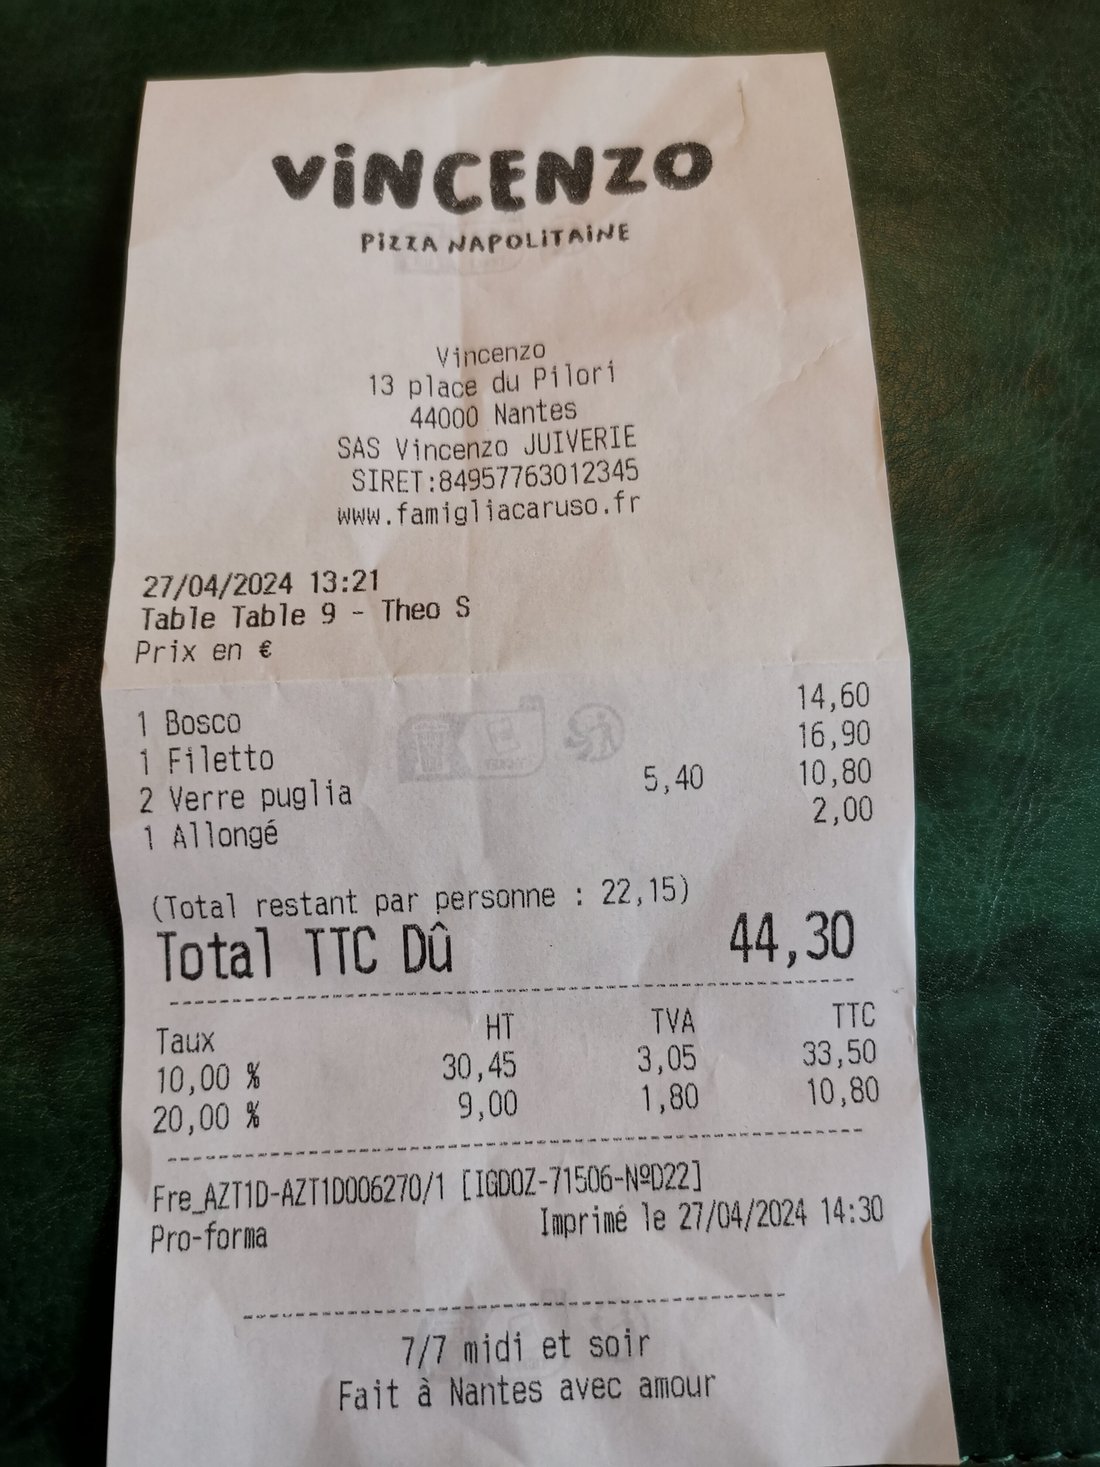 ViNCENZO
PiZZA NAPOLiTAiNE
Vincenzo
13 place du Pilori
44000 Nantes
SAS Vincenzo JUIVERIE
SIRET:84957763012345
www.famigliacaruso.fr
27/04/2024 13:21
Table Table 9 - Theo S
Prix en €
1 Bosco 14,60
1 Filetto 16,90
2 Verre puglia 5,40 10,80
1 Allongé 2,00
(Total restant par personne : 22,15)
Total TTC Dû 44,30
Taux HT TVA TTC
10,00 % 30,45 3,05 33,50
20,00 % 9,00 1,80 10,80
Fre_AZT1D-AZT1D006270/1 [IGDOZ-71506-NºD22]
Pro-forma Imprimé le 27/04/2024 14:30
7/7 midi et soir
Fait à Nantes avec amour